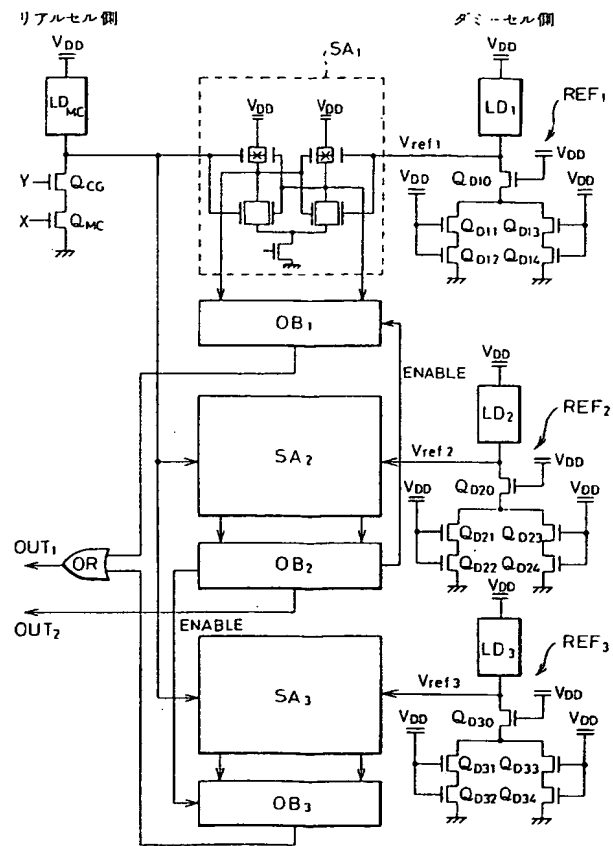 リアルセル側
ダミーセル側
SA1
VDD
VDD
VDD
VDD
LDMC
LD1
REF1
Vref1
VDD
VDD
QD10
Y
QCG
X
QMC
QD11
QD13
QD12
QD14
OB1
ENABLE
VDD
LD2
REF2
SA2
Vref2
VDD
VDD
QD20
QD21
QD23
QD22
QD24
OUT1
OR
OB2
OUT2
ENABLE
VDD
LD3
REF3
SA3
Vref3
VDD
VDD
QD30
QD31
QD33
QD32
QD34
OB3